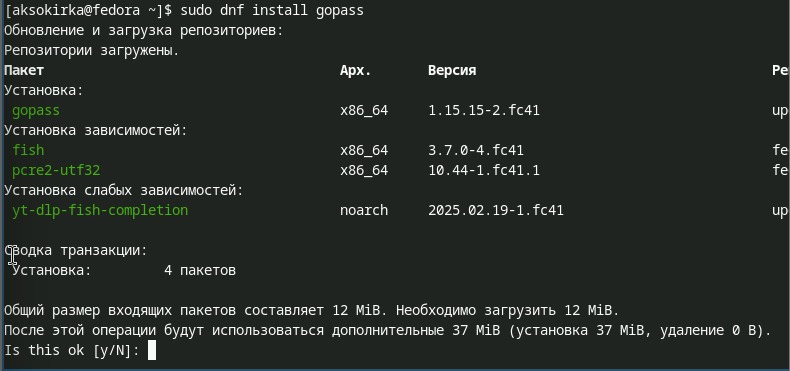 [aksokirka@fedora ~]$ sudo dnf install gopass
Обновление и загрузка репозиториев:
Репозитории загружены.
Пакет Арх. Версия Ре
Установка:
gopass x86_64 1.15.15-2.fc41 up
Установка зависимостей:
fish x86_64 3.7.0-4.fc41 fe
pcre2-utf32 x86_64 10.44-1.fc41.1 fe
Установка слабых зависимостей:
yt-dlp-fish-completion noarch 2025.02.19-1.fc41 up
Сводка транзакции:
Установка: 4 пакетов
Общий размер входящих пакетов составляет 12 MiB. Необходимо загрузить 12 MiB.
После этой операции будут использоваться дополнительные 37 MiB (установка 37 MiB, удаление 0 B).
Is this ok [y/N]: